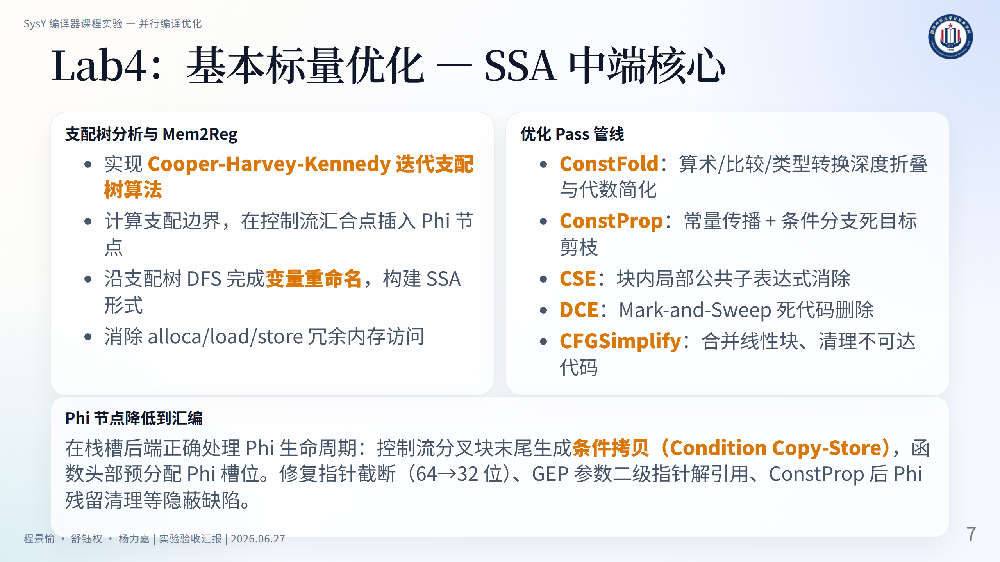 SysY 编译器课程实验 — 并行编译优化
国防科技大学计算机学院
1966
Lab4：基本标量优化 — SSA 中端核心
支配树分析与 Mem2Reg
• 实现 Cooper-Harvey-Kennedy 迭代支配
树算法
• 计算支配边界，在控制流汇合点插入 Phi 节
点
• 沿支配树 DFS 完成变量重命名，构建 SSA
形式
• 消除 alloca/load/store 冗余内存访问
优化 Pass 管线
• ConstFold：算术/比较/类型转换深度折叠
与代数简化
• ConstProp：常量传播 + 条件分支死目标
剪枝
• CSE：块内局部公共子表达式消除
• DCE：Mark-and-Sweep 死代码删除
• CFGSimplify：合并线性块、清理不可达
代码
Phi 节点降低到汇编
在栈槽后端正确处理 Phi 生命周期：控制流分叉块末尾生成条件拷贝（Condition Copy-Store），函
数头部预分配 Phi 槽位。修复指针截断（64→32 位）、GEP 参数二级指针解引用、ConstProp 后 Phi
残留清理等隐蔽缺陷。
程景愉 · 舒钰权 · 杨力嘉 | 实验验收汇报 | 2026.06.27
7